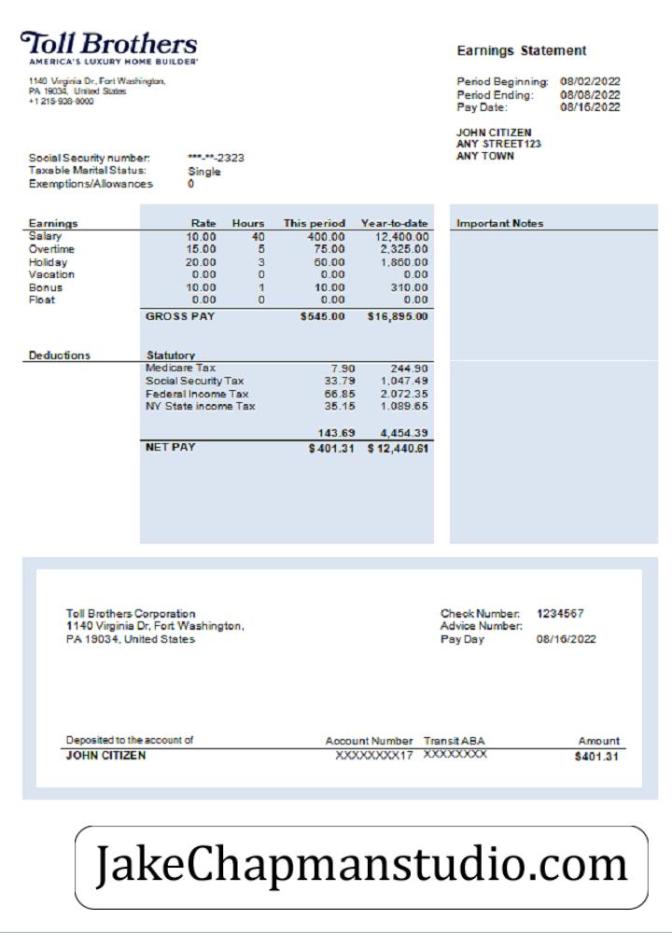 Toll Brothers
AMERICA'S LUXURY HOME BUILDER®
1140 Virginia Dr, Fort Washington,
PA 19034, United States
+1 215-938-8000
Earnings Statement
Period Beginning: 08/02/2022
Period Ending: 08/08/2022
Pay Date: 08/16/2022
JOHN CITIZEN
ANY STREET123
ANY TOWN
Social Security number: ***-**-2323
Taxable Marital Status: Single
Exemptions/Allowances 0
Earnings Rate Hours This period Year-to-date
Salary 10.00 40 400.00 12,400.00
Overtime 15.00 5 75.00 2,325.00
Holiday 20.00 3 60.00 1,860.00
Vacation 0.00 0 0.00 0.00
Bonus 10.00 1 10.00 310.00
Float 0.00 0 0.00 0.00
GROSS PAY $545.00 $16,895.00
Important Notes
Deductions Statutory
Medicare Tax 7.90 244.90
Social Security Tax 33.79 1,047.49
Federal Income Tax 66.85 2,072.35
NY State income Tax 35.15 1,089.65
143.69 4,454.39
NET PAY $401.31 $ 12,440.61
Toll Brothers Corporation
1140 Virginia Dr, Fort Washington,
PA 19034, United States
Check Number: 1234567
Advice Number:
Pay Day 08/16/2022
Deposited to the account of Account Number Transit ABA Amount
JOHN CITIZEN XXXXXXXX17 XXXXXXXX $401.31
JakeChapmanstudio.com